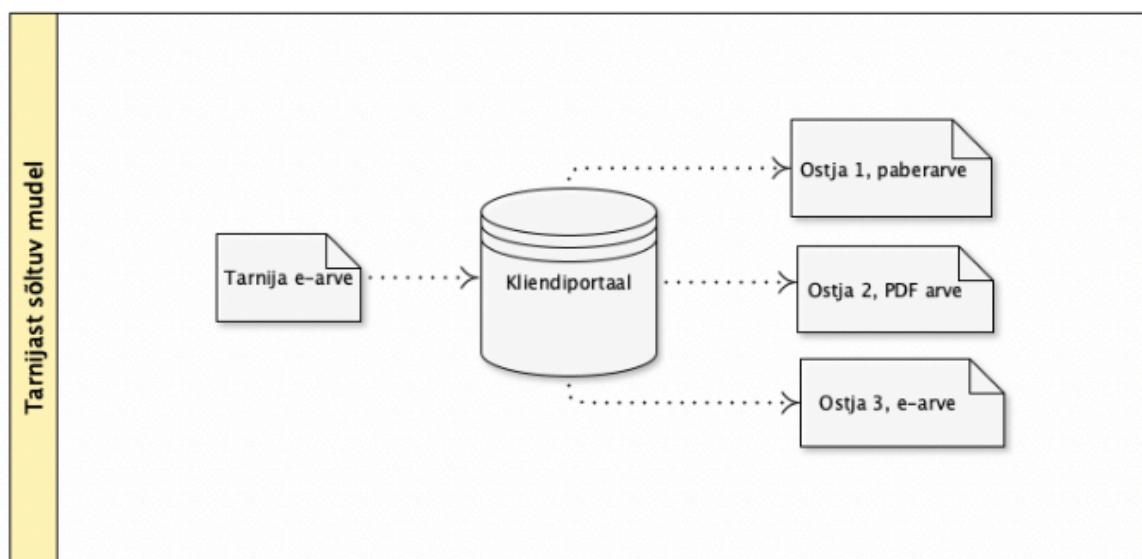 Tarnijast sõltuv mudel
Tarnija e-arve
Kliendiportaal
Ostja 1, paberarve
Ostja 2, PDF arve
Ostja 3, e-arve